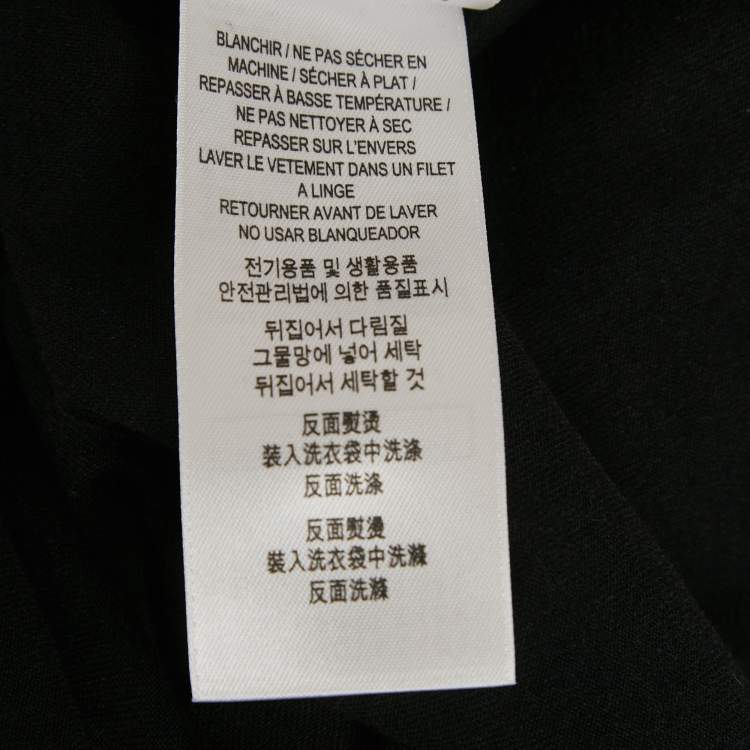 BLANCHIR / NE PAS SÉCHER EN
MACHINE / SÉCHER À PLAT /
REPASSER À BASSE TEMPÉRATURE /
NE PAS NETTOYER À SEC
REPASSER SUR L'ENVERS
LAVER LE VETEMENT DANS UN FILET
A LINGE
RETOURNER AVANT DE LAVER
NO USAR BLANQUEADOR
전기용품 및 생활용품
안전관리법에 의한 품질표시
뒤집어서 다림질
그물망에 넣어 세탁
뒤집어서 세탁할 것
反面熨烫
装入洗衣袋中洗涤
反面洗涤
反面熨燙
裝入洗衣袋中洗滌
反面洗滌